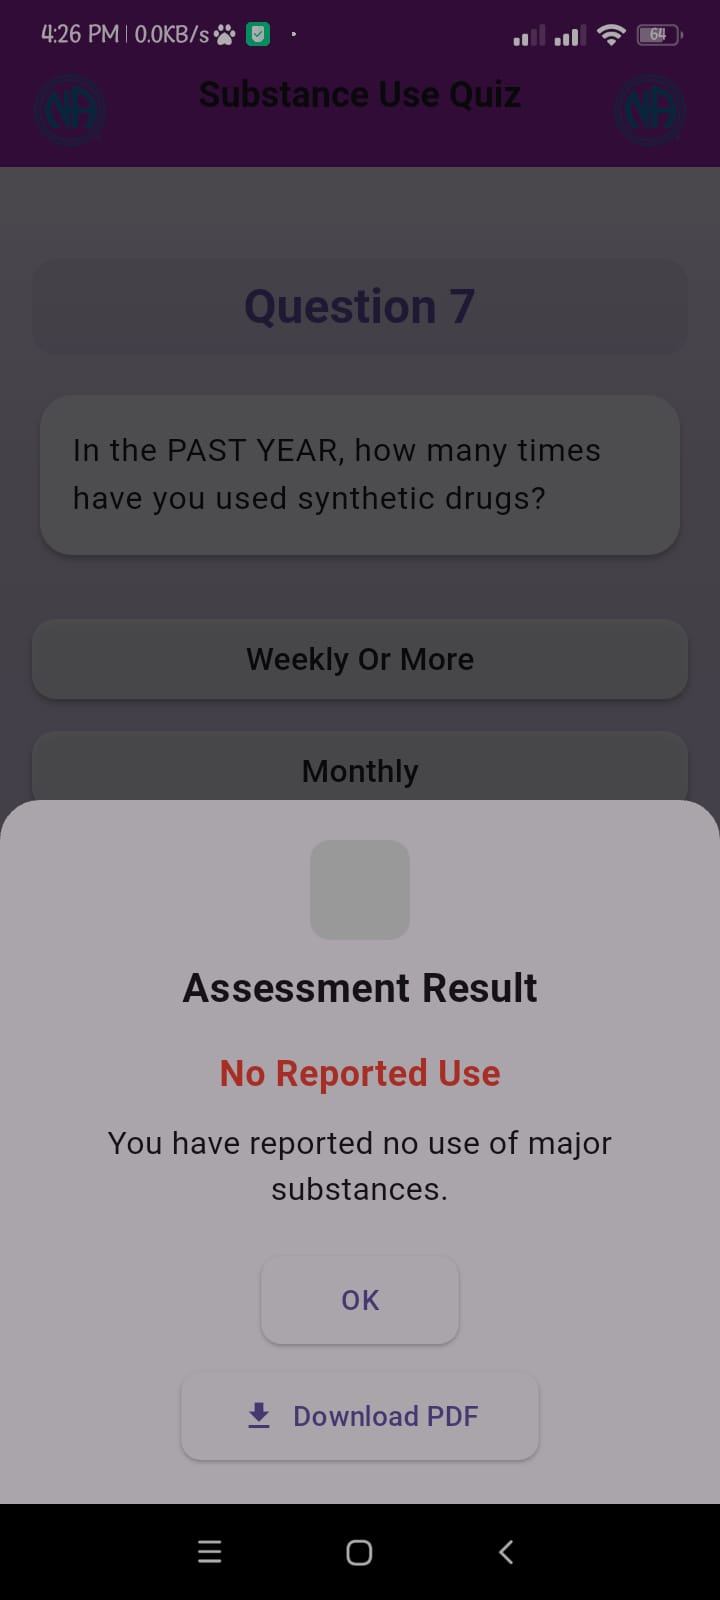 4:26 PM | 0.0KB/s 64
NA Substance Use Quiz NA
Question 7
In the PAST YEAR, how many times
have you used synthetic drugs?
Weekly Or More
Monthly
Assessment Result
No Reported Use
You have reported no use of major
substances.
OK
Download PDF